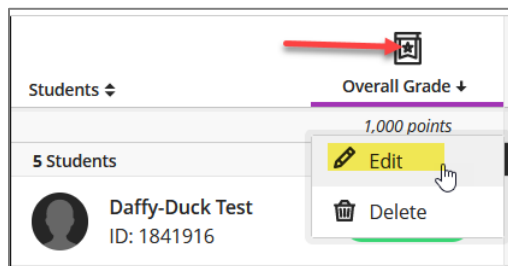 Students
Overall Grade
1,000 points
5 Students
Edit
Daffy-Duck Test
Delete
ID: 1841916